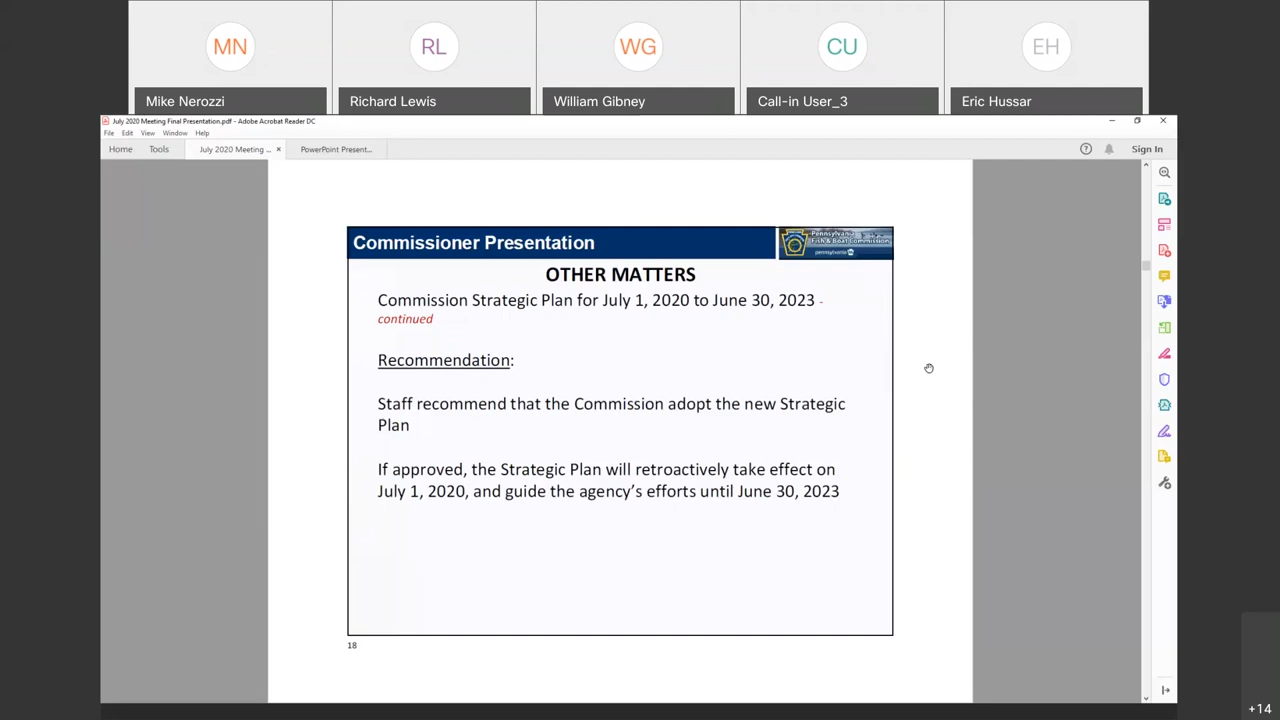 MN
RL
WG
CU
EH
Mike Nerozzi
Richard Lewis
William Gibney
Call-in User_3
Eric Hussar
July 2020 Meeting Final Presentation.pdf - Adobe Acrobat Reader DC
File Edit View Window Help
Home Tools July 2020 Meeting ... × PowerPoint Present... Sign In
Commissioner Presentation
Pennsylvania
Fish & Boat Commission
pennsylvania
OTHER MATTERS
Commission Strategic Plan for July 1, 2020 to June 30, 2023 -
continued
Recommendation:
Staff recommend that the Commission adopt the new Strategic
Plan
If approved, the Strategic Plan will retroactively take effect on
July 1, 2020, and guide the agency’s efforts until June 30, 2023
18
+14